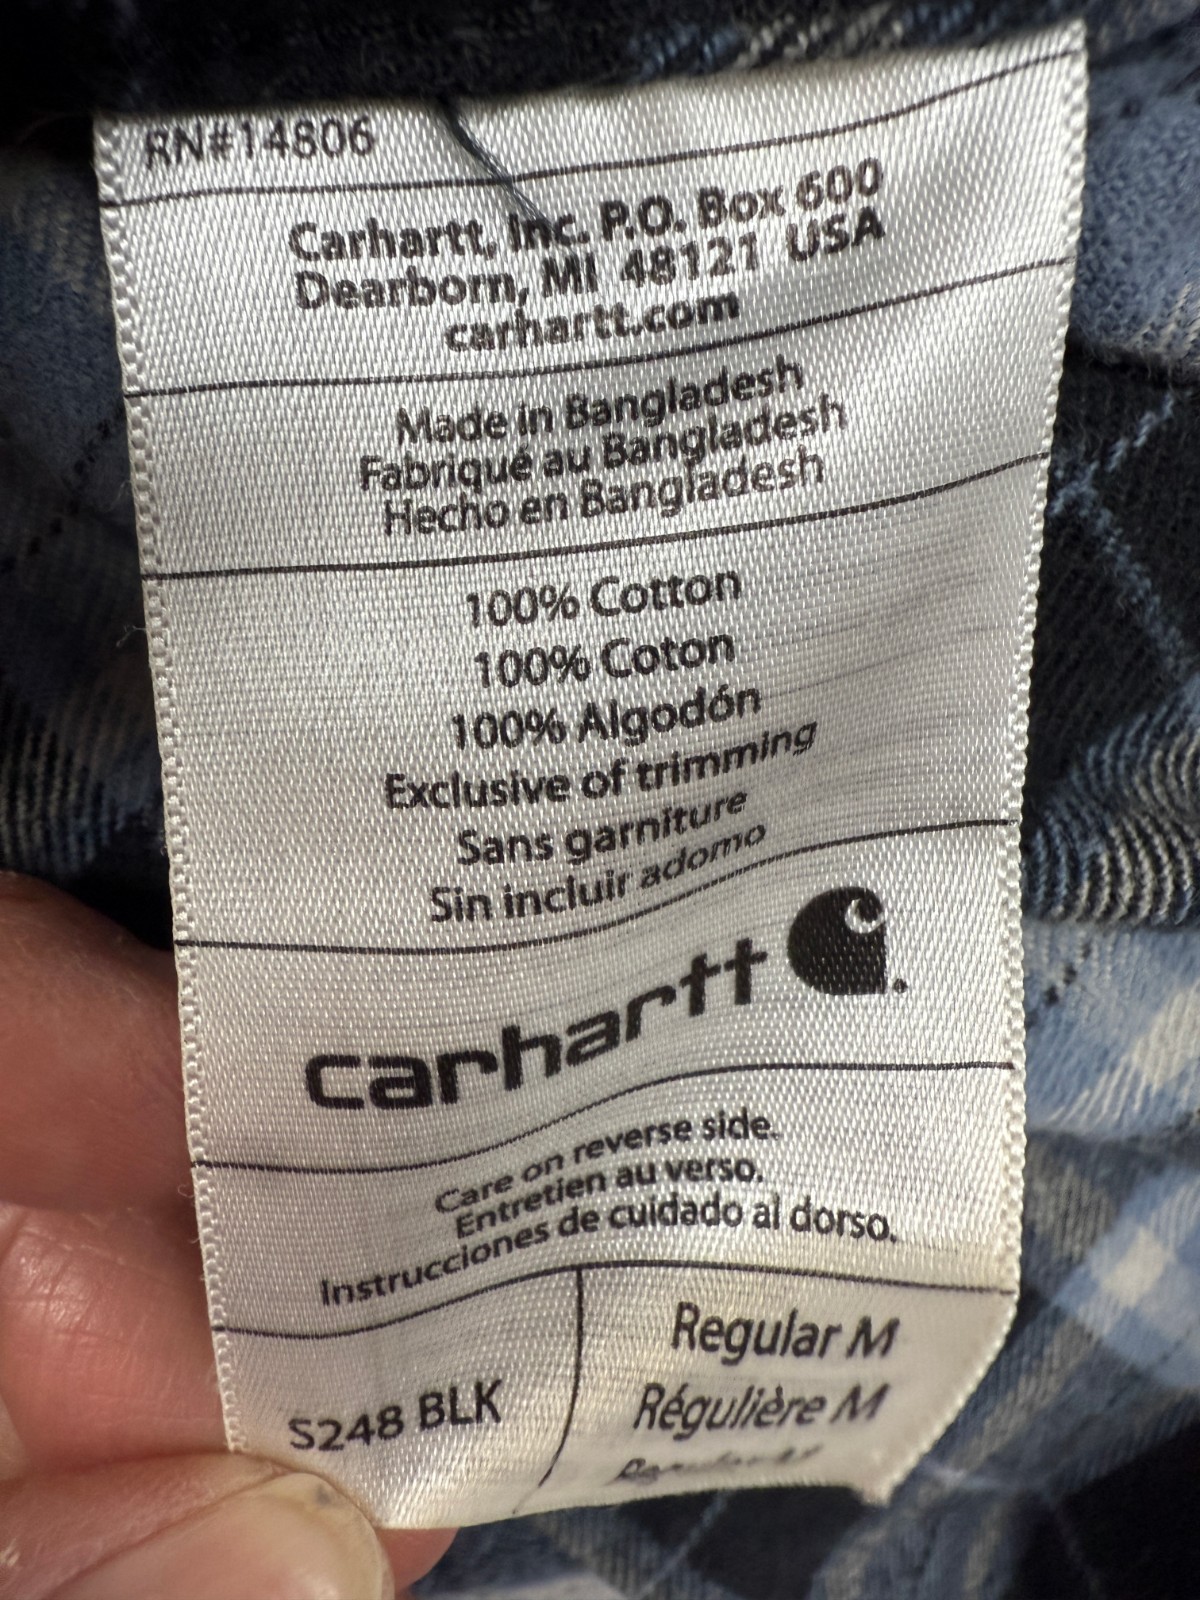 RN#14806
Carhartt, Inc. P.O. Box 600
Dearborn, MI 48121 USA
carhartt.com
Made in Bangladesh
Fabriqué au Bangladesh
Hecho en Bangladesh
100% Cotton
100% Coton
100% Algodón
Exclusive of trimming
Sans garniture
Sin incluir adorno
carhartt
Care on reverse side.
Entretien au verso.
Instrucciones de cuidado al dorso.
S248 BLK
Regular M
Régulière M